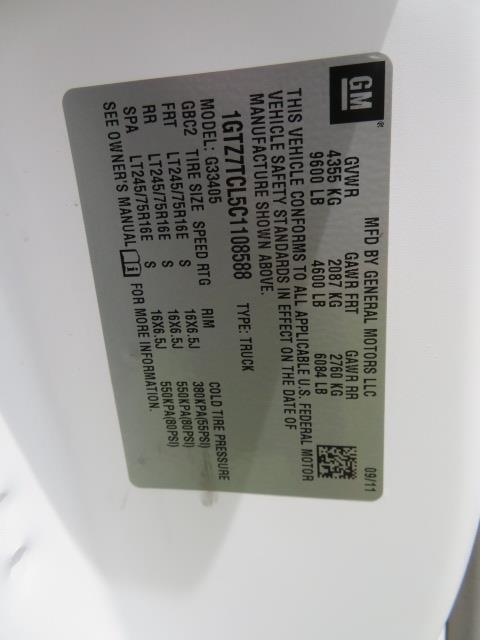 GM
®
MFD BY GENERAL MOTORS LLC 09/11
GVWR GAWR FRT GAWR RR
4355 KG 2087 KG 2760 KG
9600 LB 4600 LB 6084 LB
THIS VEHICLE CONFORMS TO ALL APPLICABLE U.S. FEDERAL MOTOR
VEHICLE SAFETY STANDARDS IN EFFECT ON THE DATE OF
MANUFACTURE SHOWN ABOVE.
1GTZ7TCL5C1108588 TYPE: TRUCK
MODEL: G33405
GBC2 TIRE SIZE SPEED RTG RIM COLD TIRE PRESSURE
FRT LT245/75R16E S 16X6.5J 380KPA(55PSI)
RR LT245/75R16E S 16X6.5J 550KPA(80PSI)
SPA LT245/75R16E S 16X6.5J 550KPA(80PSI)
SEE OWNER'S MANUAL i FOR MORE INFORMATION.